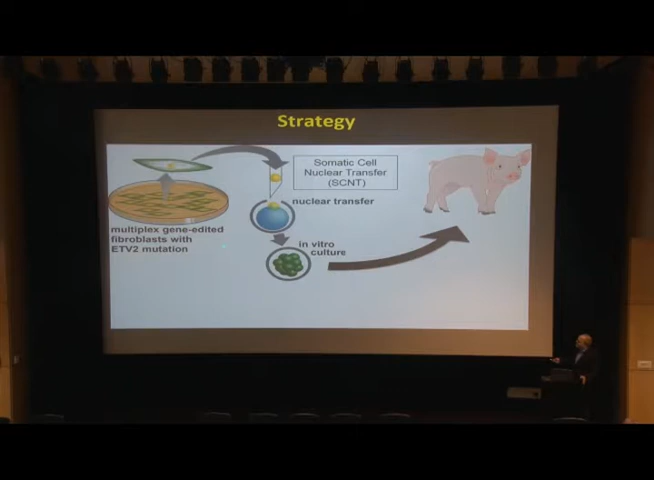 Strategy
Somatic Cell
Nuclear Transfer
(SCNT)
nuclear transfer
multiplex gene-edited
fibroblasts with
ETV2 mutation
in vitro
culture